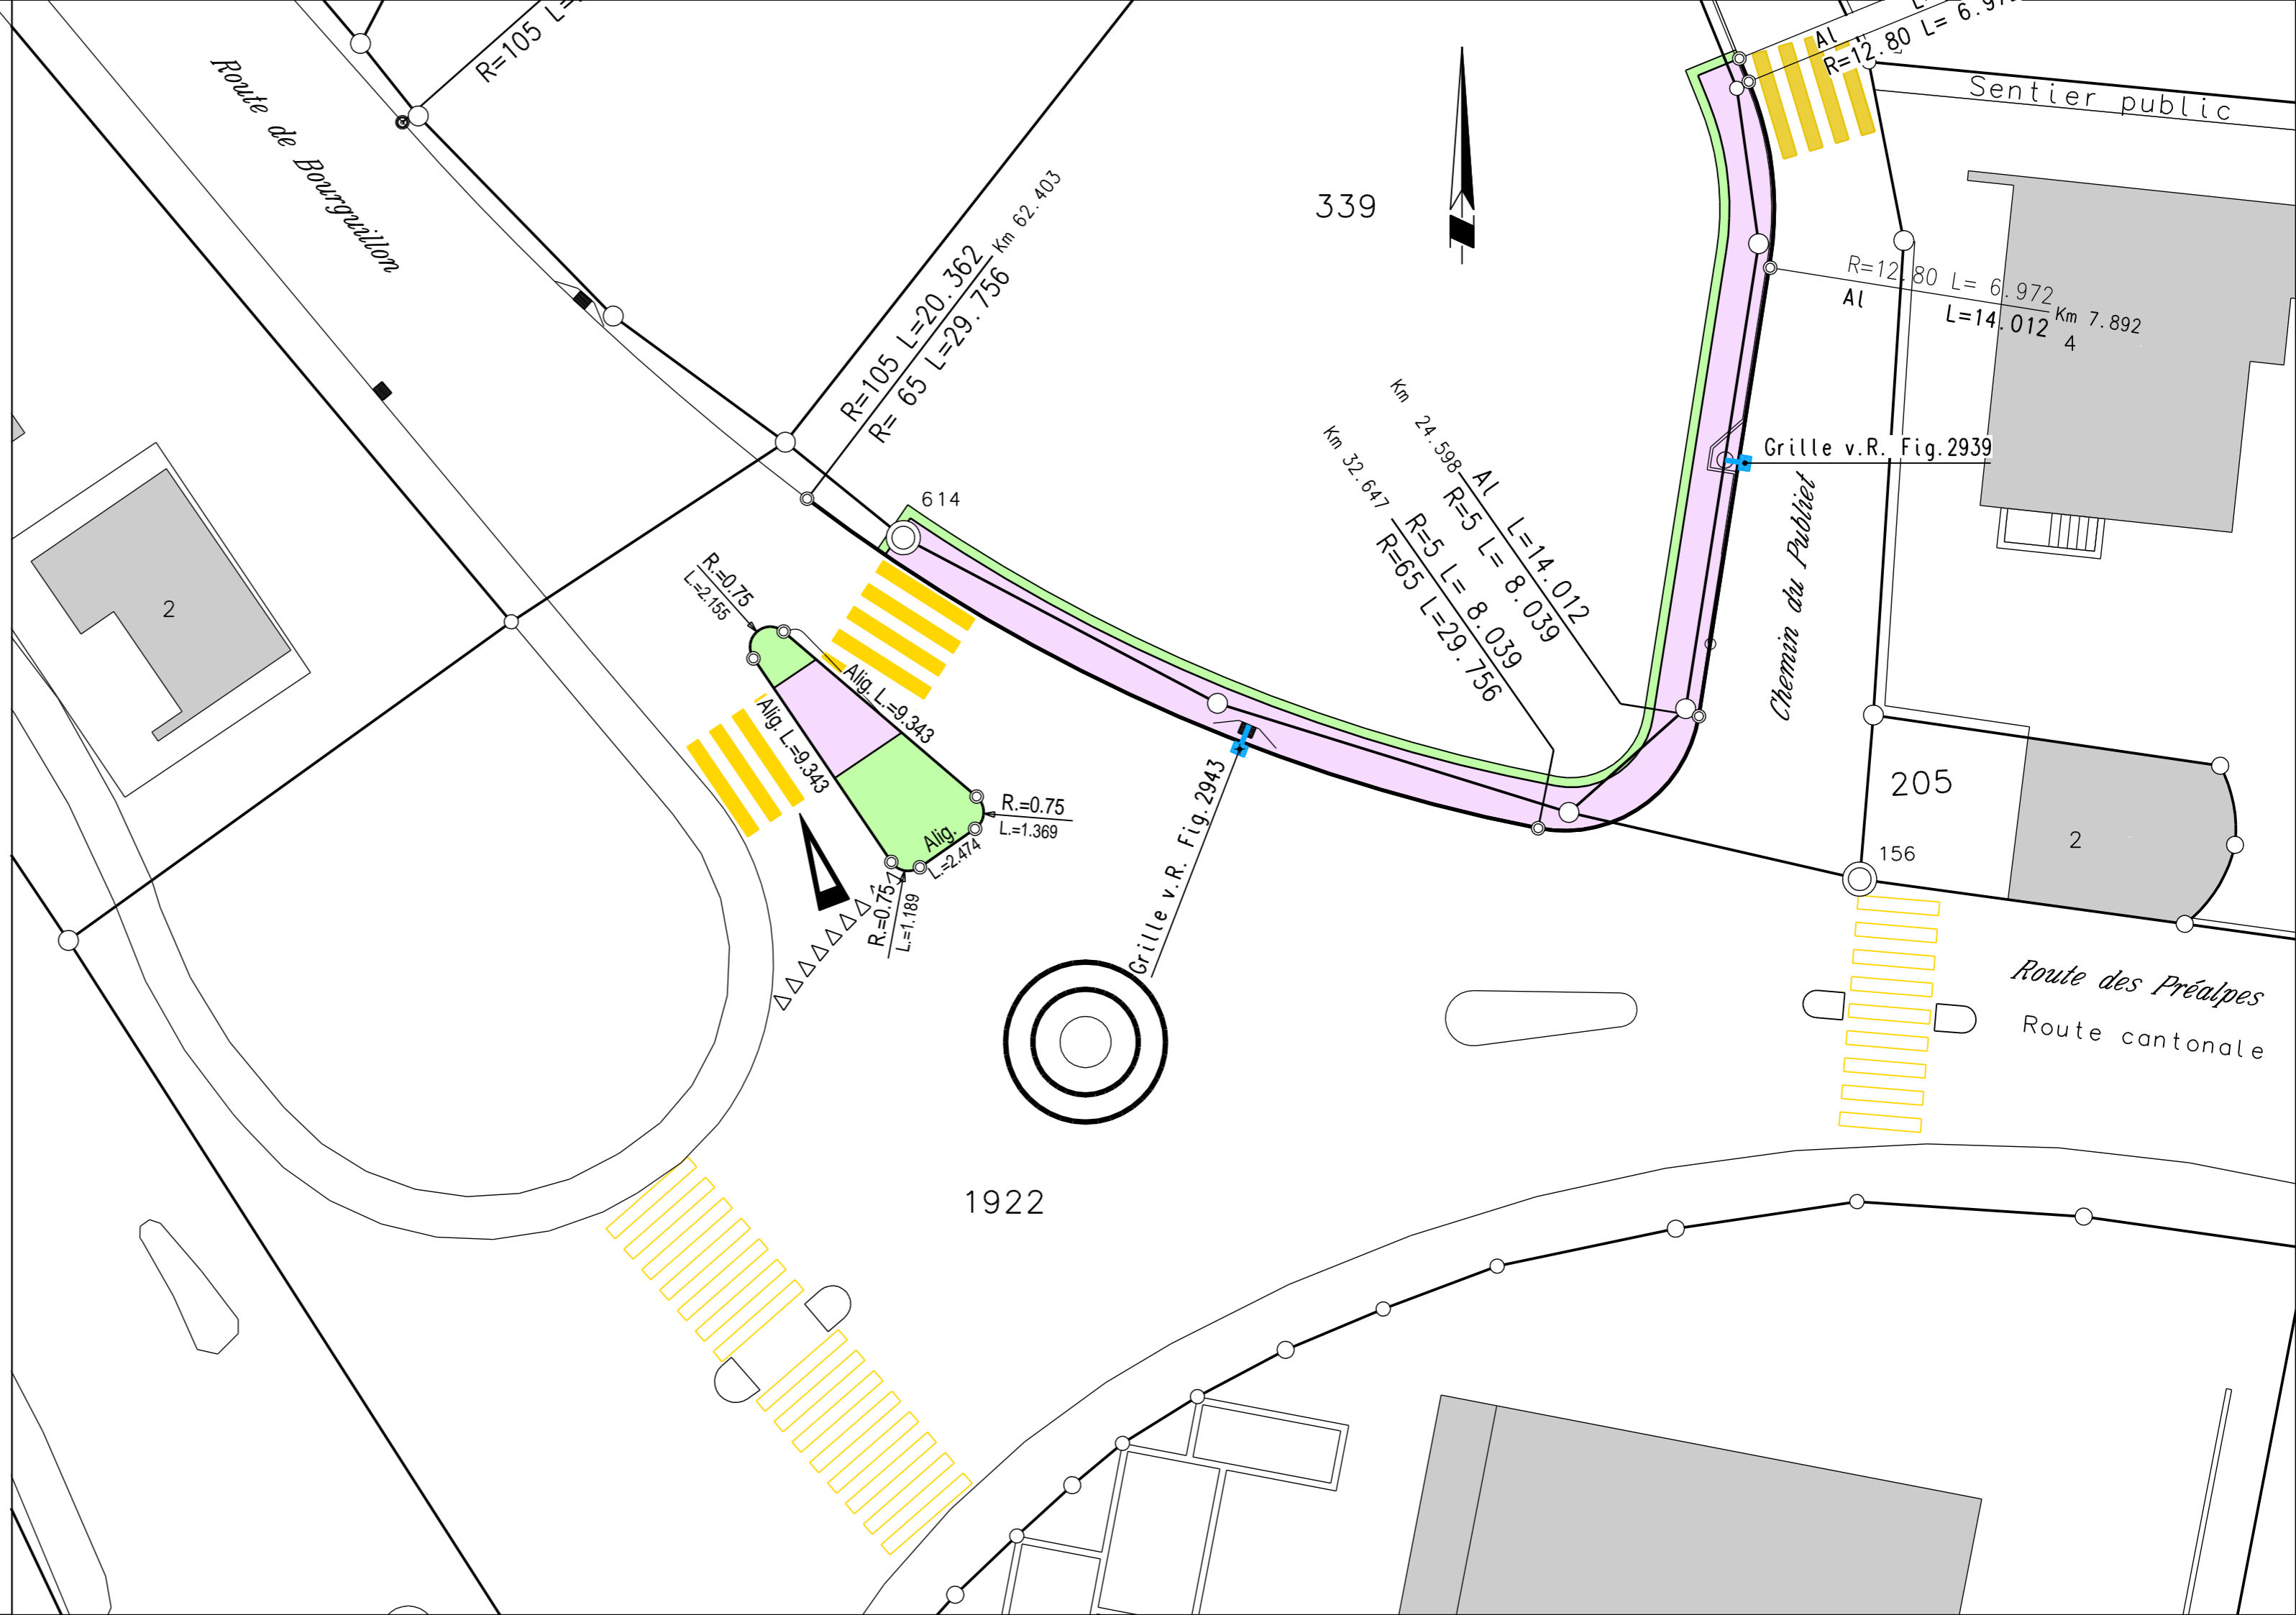 Route de Bourguillon
R=105 L=
Al
R=12.80 L= 6.97
Sentier public
339
R=105 L=20.362
Km 62.403
R= 65 L=29.756
R=12.80 L= 6.972
Al
L=14.012
Km 7.892
4
Grille v.R. Fig.2939
Km 24.598
Al L=14.012
R=5 L= 8.039
Km 32.647
R=5 L= 8.039
R=65 L=29.756
614
Chemin du Publiet
R.=0.75
L.=2.155
2
Alig. L.=9.343
Alig. L.=9.343
R.=0.75
L.=1.369
Alig.
L.=2.474
R.=0.75
L.=1.189
Grille v.R. Fig.2943
205
2
156
Route des Préalpes
Route cantonale
1922